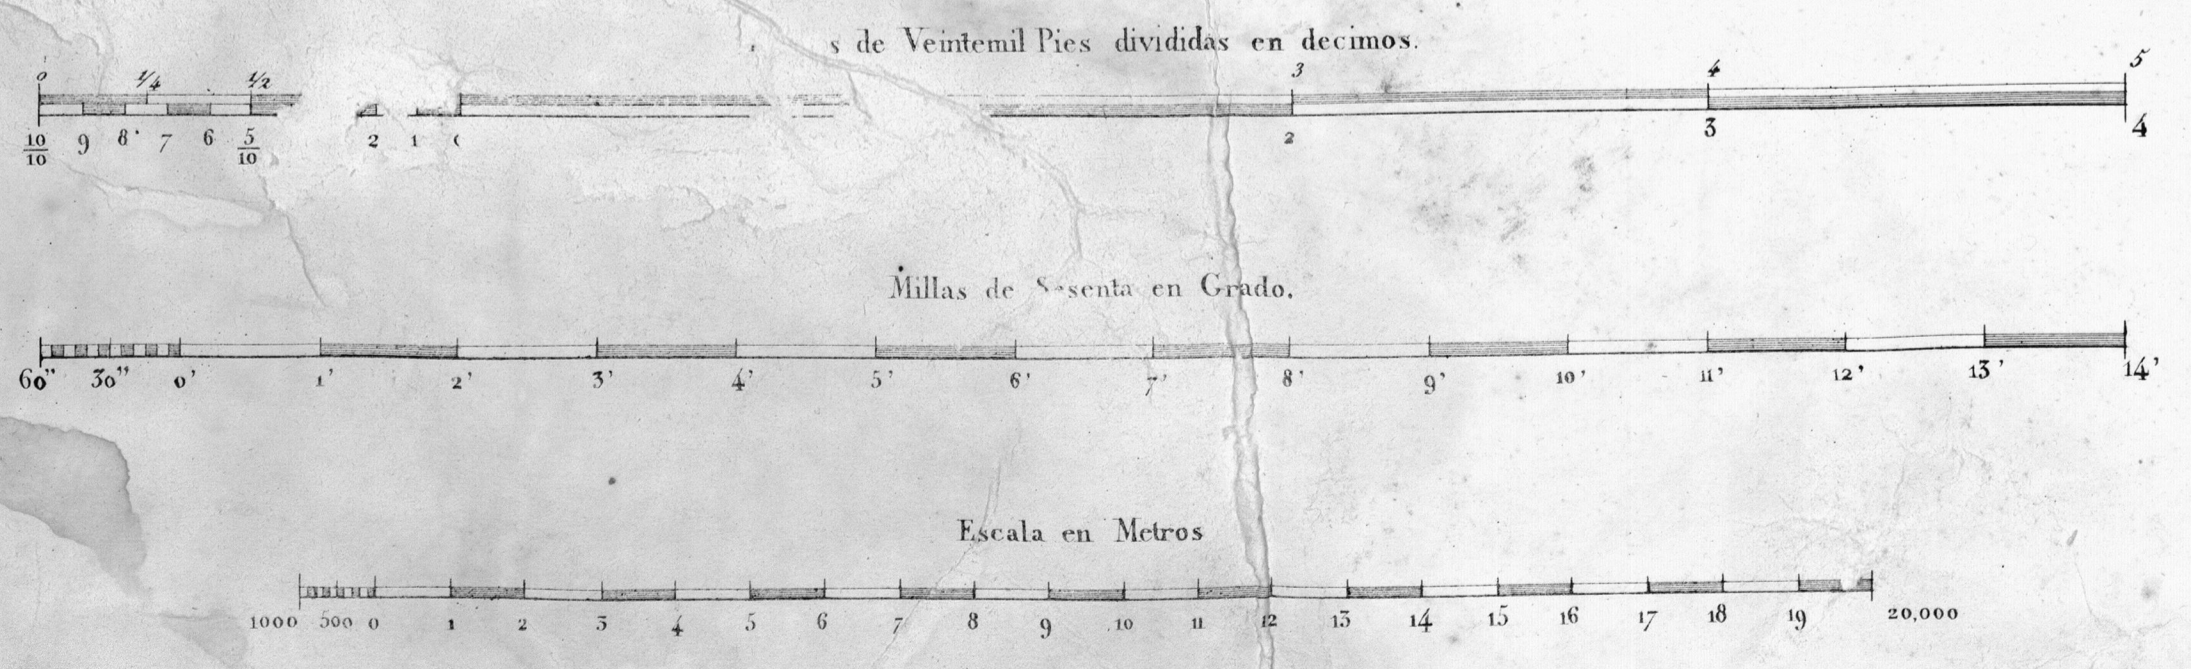 de Veintemil Pies divididas en decimos.
0 1/4 1/2 3 4 5
10/10 9 8 7 6 5/10 2 1 2 3 4
Millas de Sesenta en Grado.
60" 30" 0' 1' 2' 3' 4' 5' 6' 7' 8' 9' 10' 11' 12' 13' 14'
Escala en Metros
1000 500 0 1 2 3 4 5 6 7 8 9 10 11 12 13 14 15 16 17 18 19 20,000